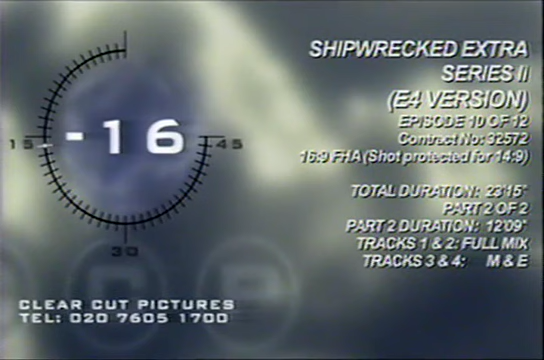 SHIPWRECKED EXTRA
SERIES II
(E4 VERSION)
EPISODE 10 OF 12
Contract No: 32572
16:9 FHA (Shot protected for 14:9)
-16
15
45
30
TOTAL DURATION: 23'15"
PART 2 OF 2
PART 2 DURATION: 12'09"
TRACKS 1 & 2: FULL MIX
TRACKS 3 & 4: M & E
CLEAR CUT PICTURES
TEL: 020 7605 1700